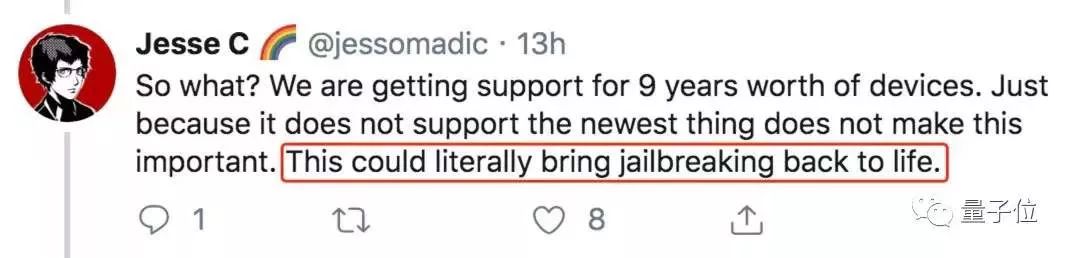 Jesse C 🌈 @jessomadic · 13h
So what? We are getting support for 9 years worth of devices. Just
because it does not support the newest thing does not make this
important. This could literally bring jailbreaking back to life.
1
8
量子位